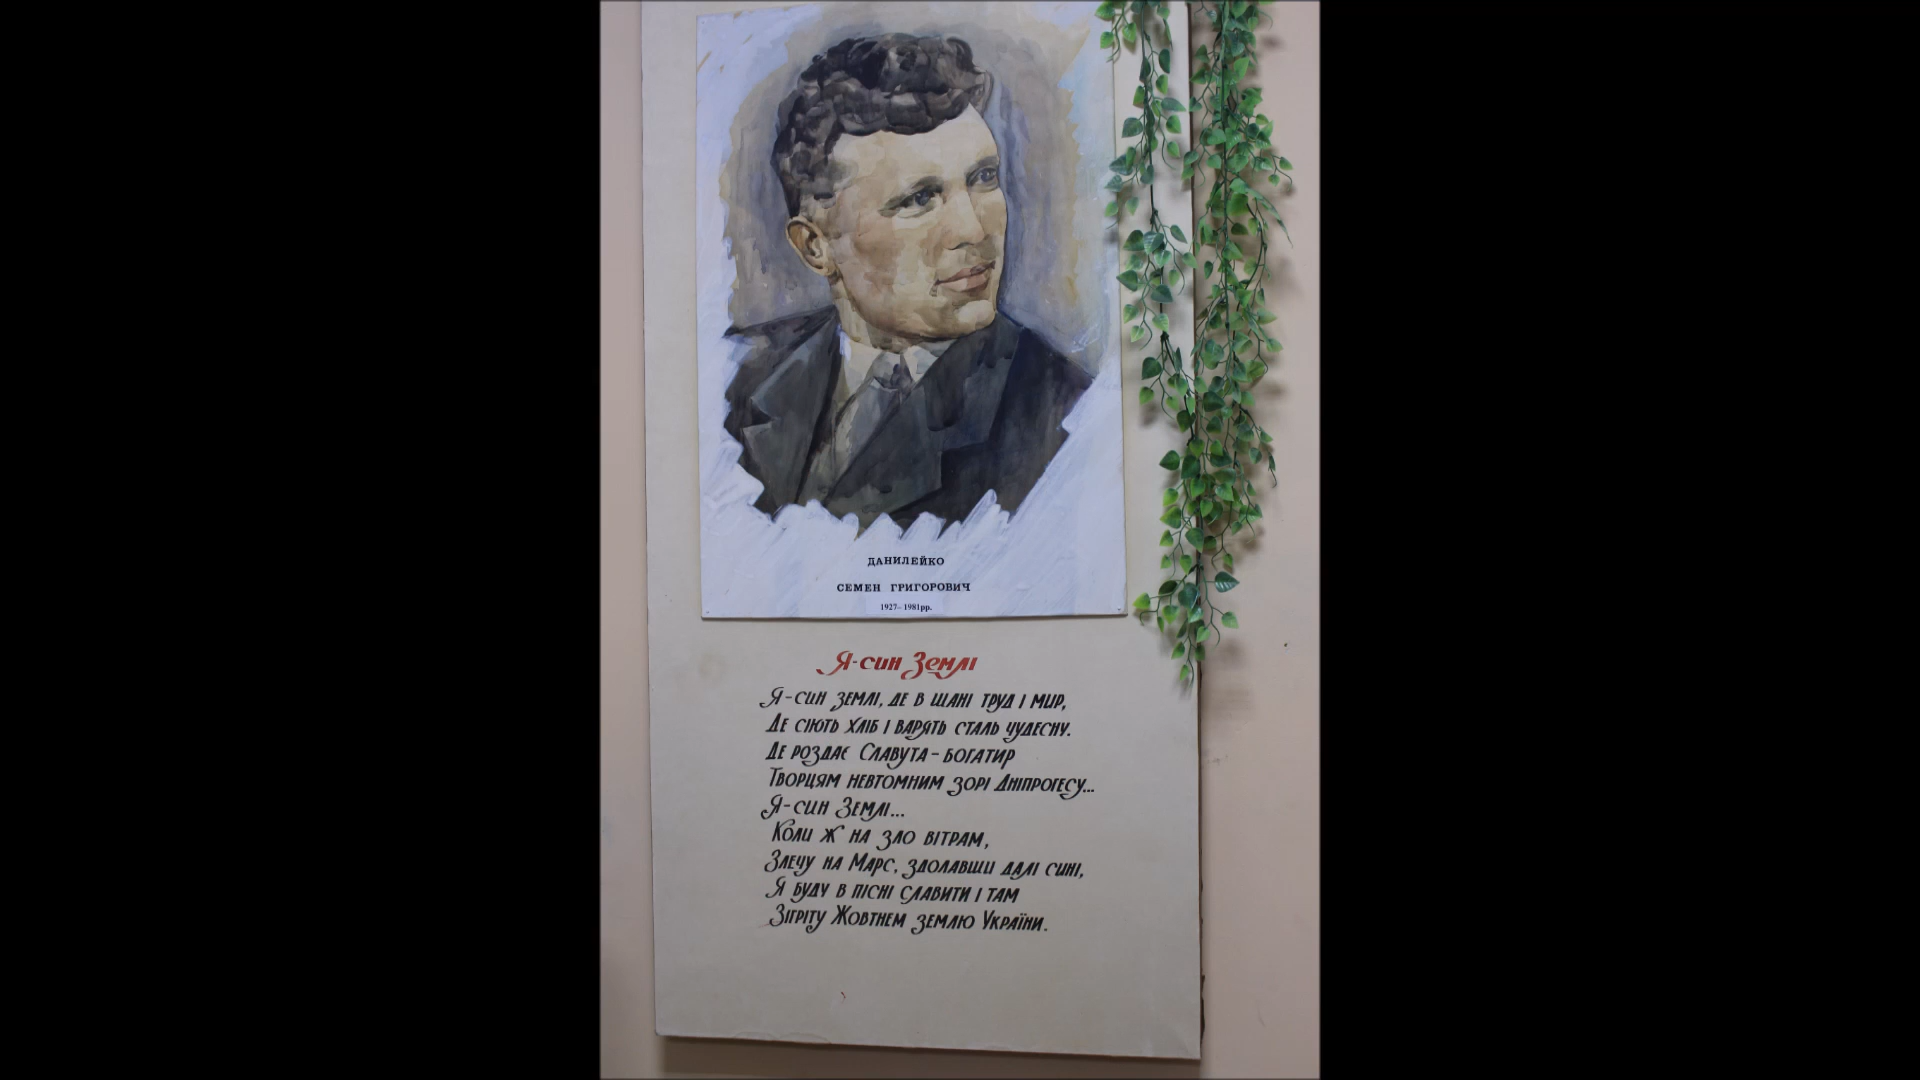 ДАНИЛЕЙКО
СЕМЕН ГРИГОРОВИЧ
1927– 1981рр.
Я-син Землі
Я-син землі, де в шані труд і мир,
Де сіють хліб і варять сталь чудесну.
Де роздає Славута-богатир
Творцям невтомним зорі Дніпрогесу...
Я-син Землі...
Коли ж на зло вітрам,
Злечу на Марс, здолавши далі сині,
Я буду в пісні славити і там
Зігріту Жовтнем землю України.